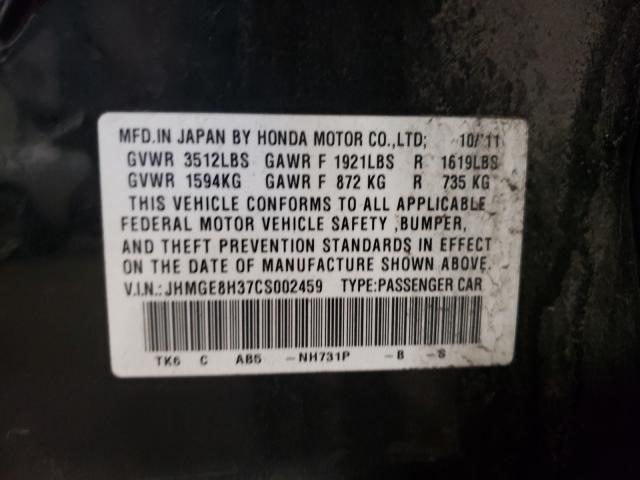 MFD.IN JAPAN BY HONDA MOTOR CO.,LTD; 10/'11
GVWR 3512LBS GAWR F 1921LBS R 1619LBS
GVWR 1594KG GAWR F 872 KG R 735 KG
THIS VEHICLE CONFORMS TO ALL APPLICABLE
FEDERAL MOTOR VEHICLE SAFETY ,BUMPER,
AND THEFT PREVENTION STANDARDS IN EFFECT
ON THE DATE OF MANUFACTURE SHOWN ABOVE.
V.I.N.: JHMGE8H37CS002459 TYPE:PASSENGER CAR
TK6 C AB5 -NH731P -B -S